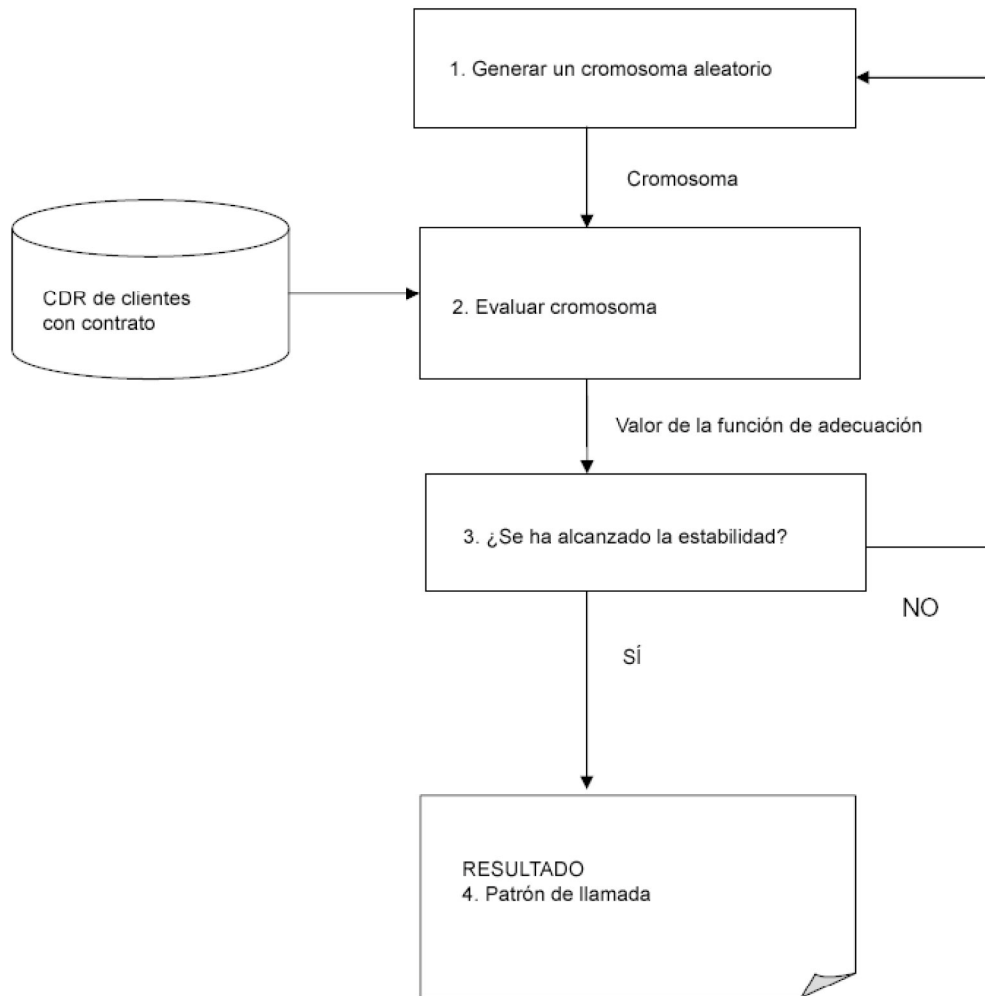 1. Generar un cromosoma aleatorio
Cromosoma
CDR de clientes
con contrato
2. Evaluar cromosoma
Valor de la función de adecuación
3. ¿Se ha alcanzado la estabilidad?
NO
SÍ
RESULTADO
4. Patrón de llamada